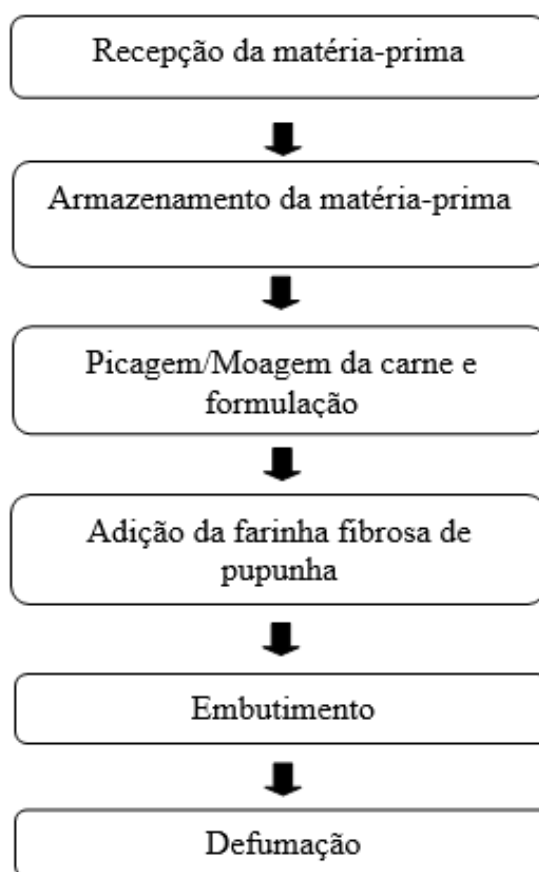 Recepção da matéria-prima
Armazenamento da matéria-prima
Picagem/Moagem da carne e
formulação
Adição da farinha fibrosa de
pupunha
Embutimento
Defumação